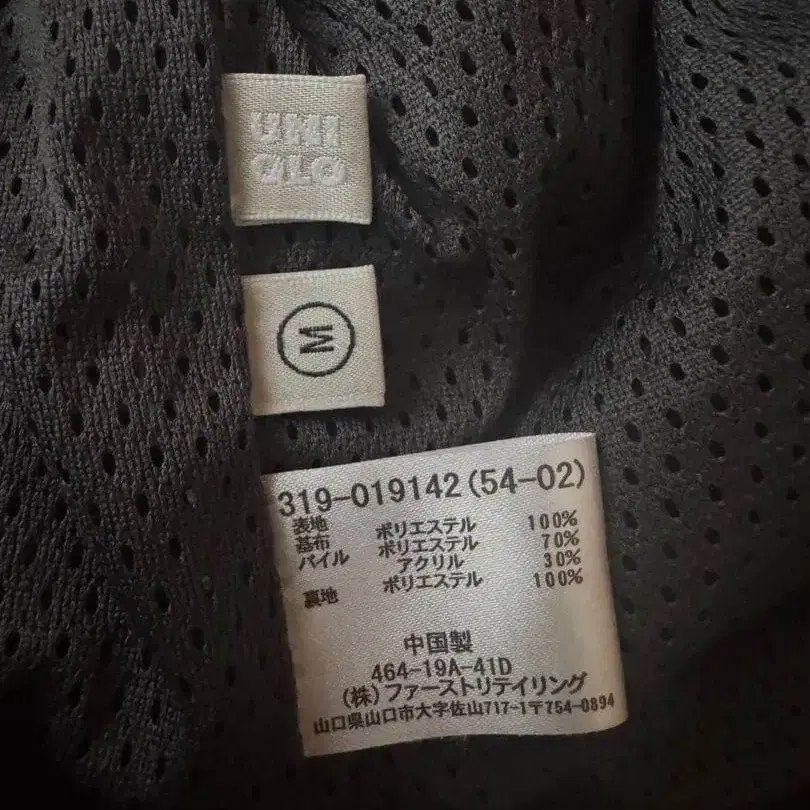 UNI
QLO
M
319-019142(54-02)
表地 ポリエステル 100%
基布 ポリエステル 70%
パイル アクリル 30%
裏地 ポリエステル 100%
中国製
464-19A-41D
(株)ファーストリテイリング
山口県山口市大字佐山717-1〒754-0894